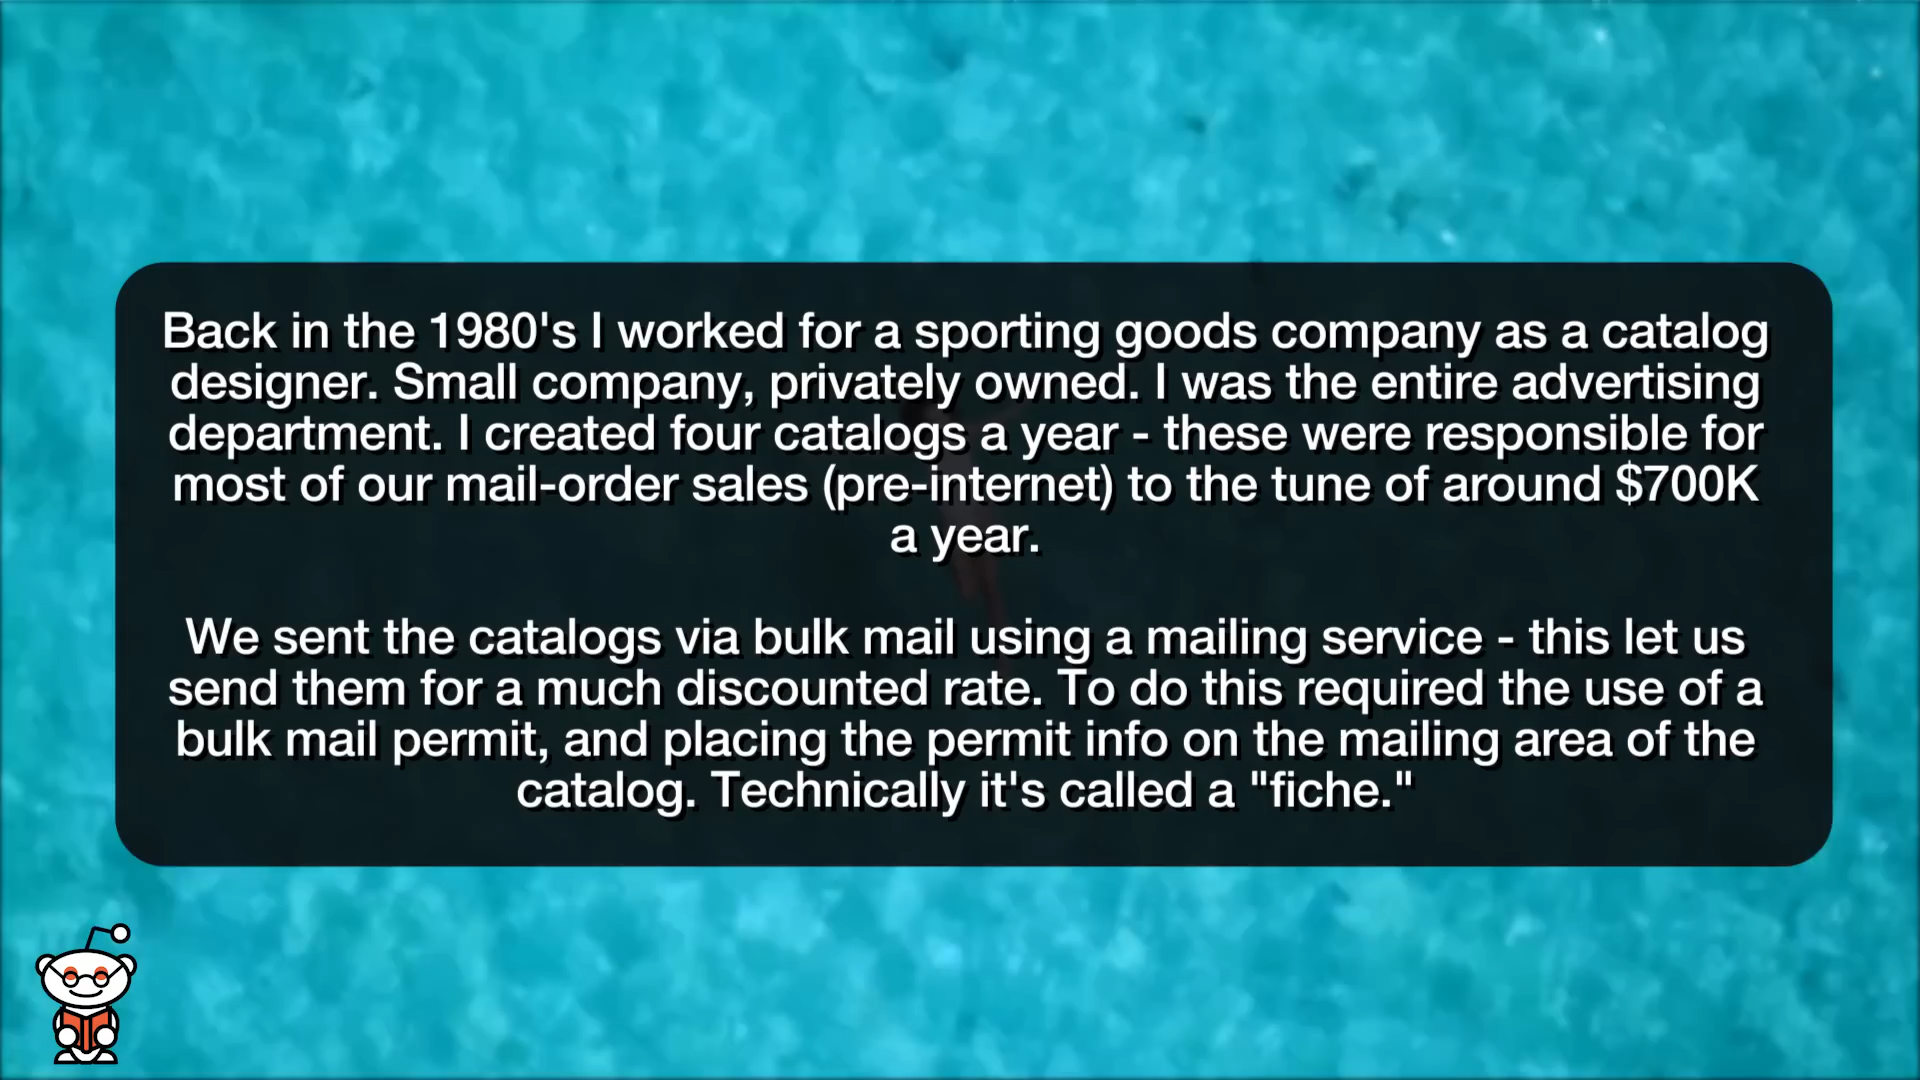 Back in the 1980's I worked for a sporting goods company as a catalog
designer. Small company, privately owned. I was the entire advertising
department. I created four catalogs a year - these were responsible for
most of our mail-order sales (pre-internet) to the tune of around $700K
a year.
We sent the catalogs via bulk mail using a mailing service - this let us
send them for a much discounted rate. To do this required the use of a
bulk mail permit, and placing the permit info on the mailing area of the
catalog. Technically it's called a "fiche."